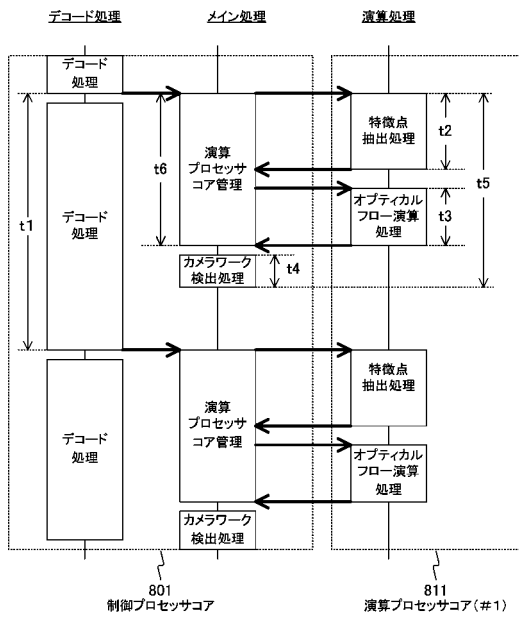 デコード処理 メイン処理 演算処理
デコード
処理
t1
デコード
処理
t6
演算
プロセッサ
コア管理
特徴点
抽出処理
t2
t5
オプティカル
フロー演算
処理
t3
カメラワーク
検出処理
t4
デコード
処理
演算
プロセッサ
コア管理
特徴点
抽出処理
オプティカル
フロー演算
処理
カメラワーク
検出処理
801
制御プロセッサコア
811
演算プロセッサコア(#1)